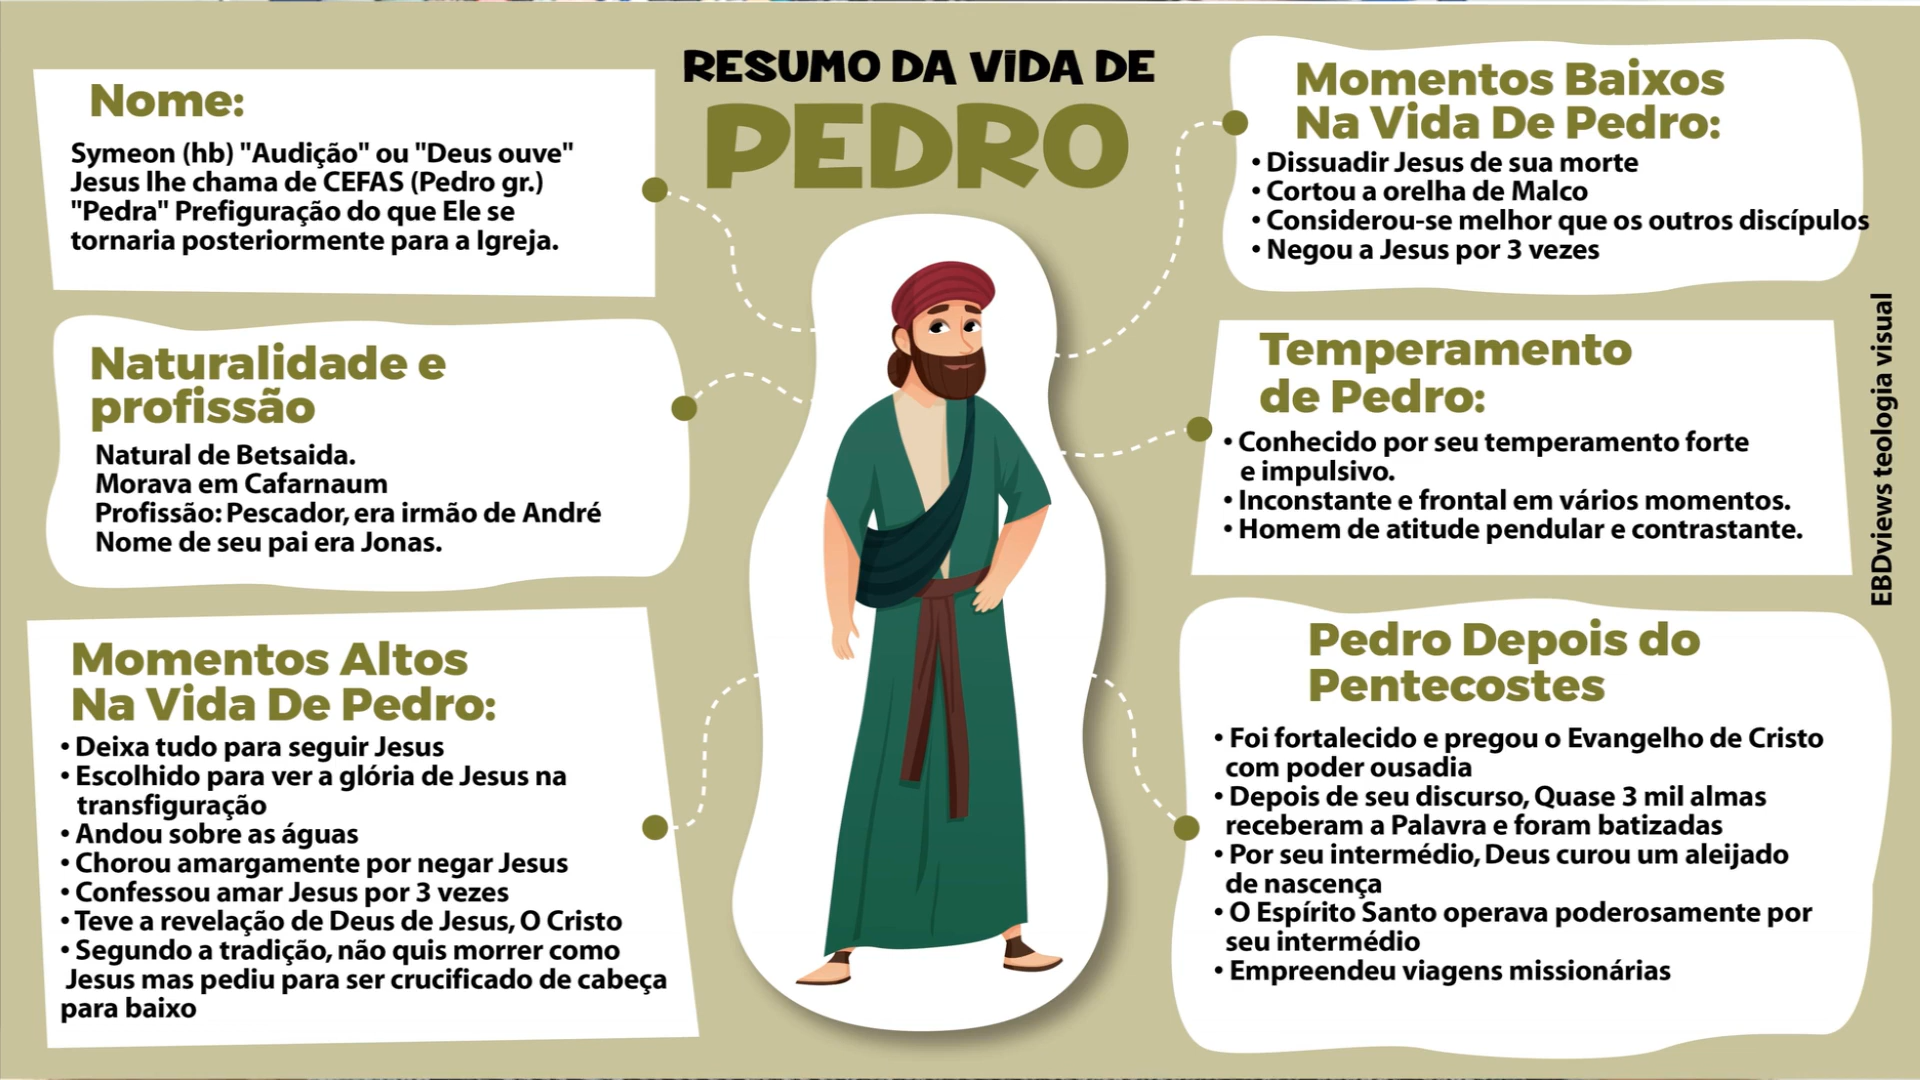 RESUMO DA VIDA DE
PEDRO
Nome:
Symeon (hb) "Audição" ou "Deus ouve"
Jesus lhe chama de CEFAS (Pedro gr.)
"Pedra" Prefiguração do que Ele se
tornaria posteriormente para a Igreja.
Naturalidade e
profissão
Natural de Betsaida.
Morava em Cafarnaum
Profissão: Pescador, era irmão de André
Nome de seu pai era Jonas.
Momentos Altos
Na Vida De Pedro:
• Deixa tudo para seguir Jesus
• Escolhido para ver a glória de Jesus na
transfiguração
• Andou sobre as águas
• Chorou amargamente por negar Jesus
• Confessou amar Jesus por 3 vezes
• Teve a revelação de Deus de Jesus, O Cristo
• Segundo a tradição, não quis morrer como
Jesus mas pediu para ser crucificado de cabeça
para baixo
Momentos Baixos
Na Vida De Pedro:
• Dissuadir Jesus de sua morte
• Cortou a orelha de Malco
• Considerou-se melhor que os outros discípulos
• Negou a Jesus por 3 vezes
Temperamento
de Pedro:
• Conhecido por seu temperamento forte
e impulsivo.
• Inconstante e frontal em vários momentos.
• Homem de atitude pendular e contrastante.
Pedro Depois do
Pentecostes
• Foi fortalecido e pregou o Evangelho de Cristo
com poder ousadia
• Depois de seu discurso, Quase 3 mil almas
receberam a Palavra e foram batizadas
• Por seu intermédio, Deus curou um aleijado
de nascença
• O Espírito Santo operava poderosamente por
seu intermédio
• Empreendeu viagens missionárias
EBDviews teologia visual